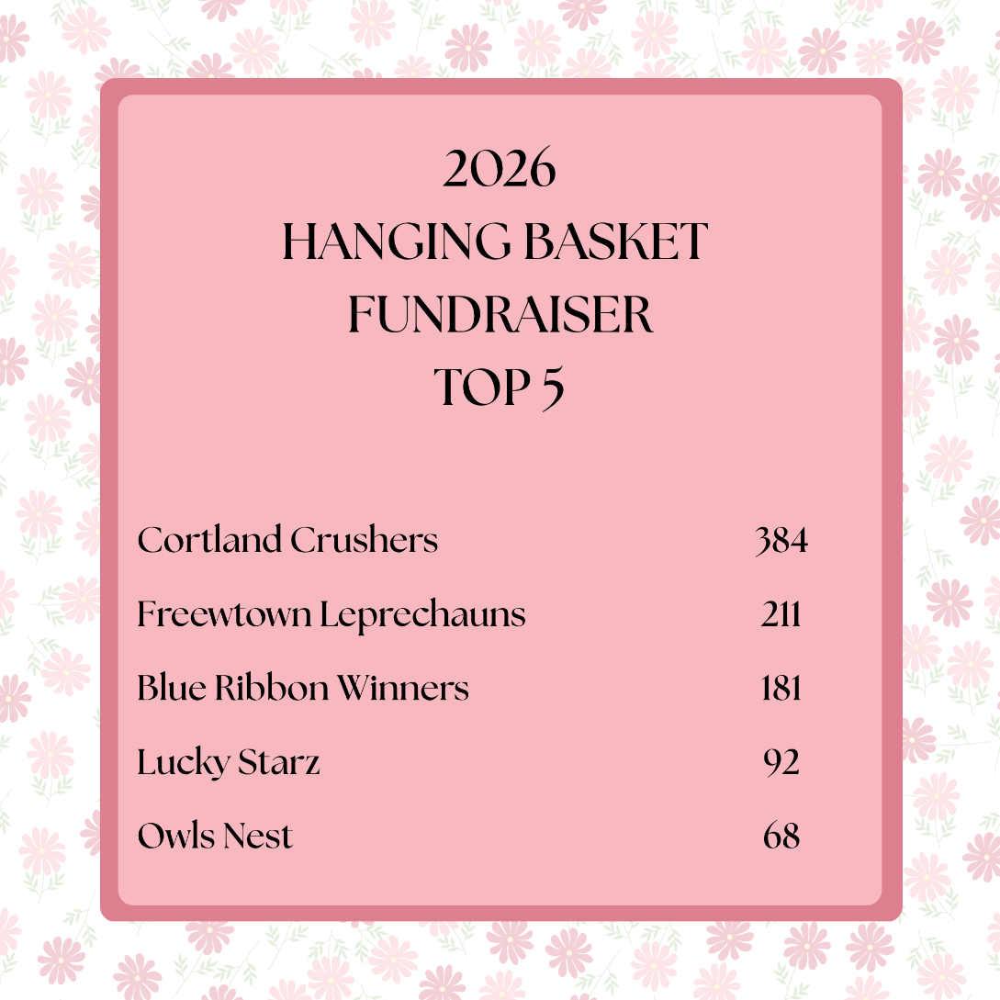 2026
HANGING BASKET
FUNDRAISER
TOP 5
Cortland Crushers 384
Freewtown Leprechauns 211
Blue Ribbon Winners 181
Lucky Starz 92
Owls Nest 68